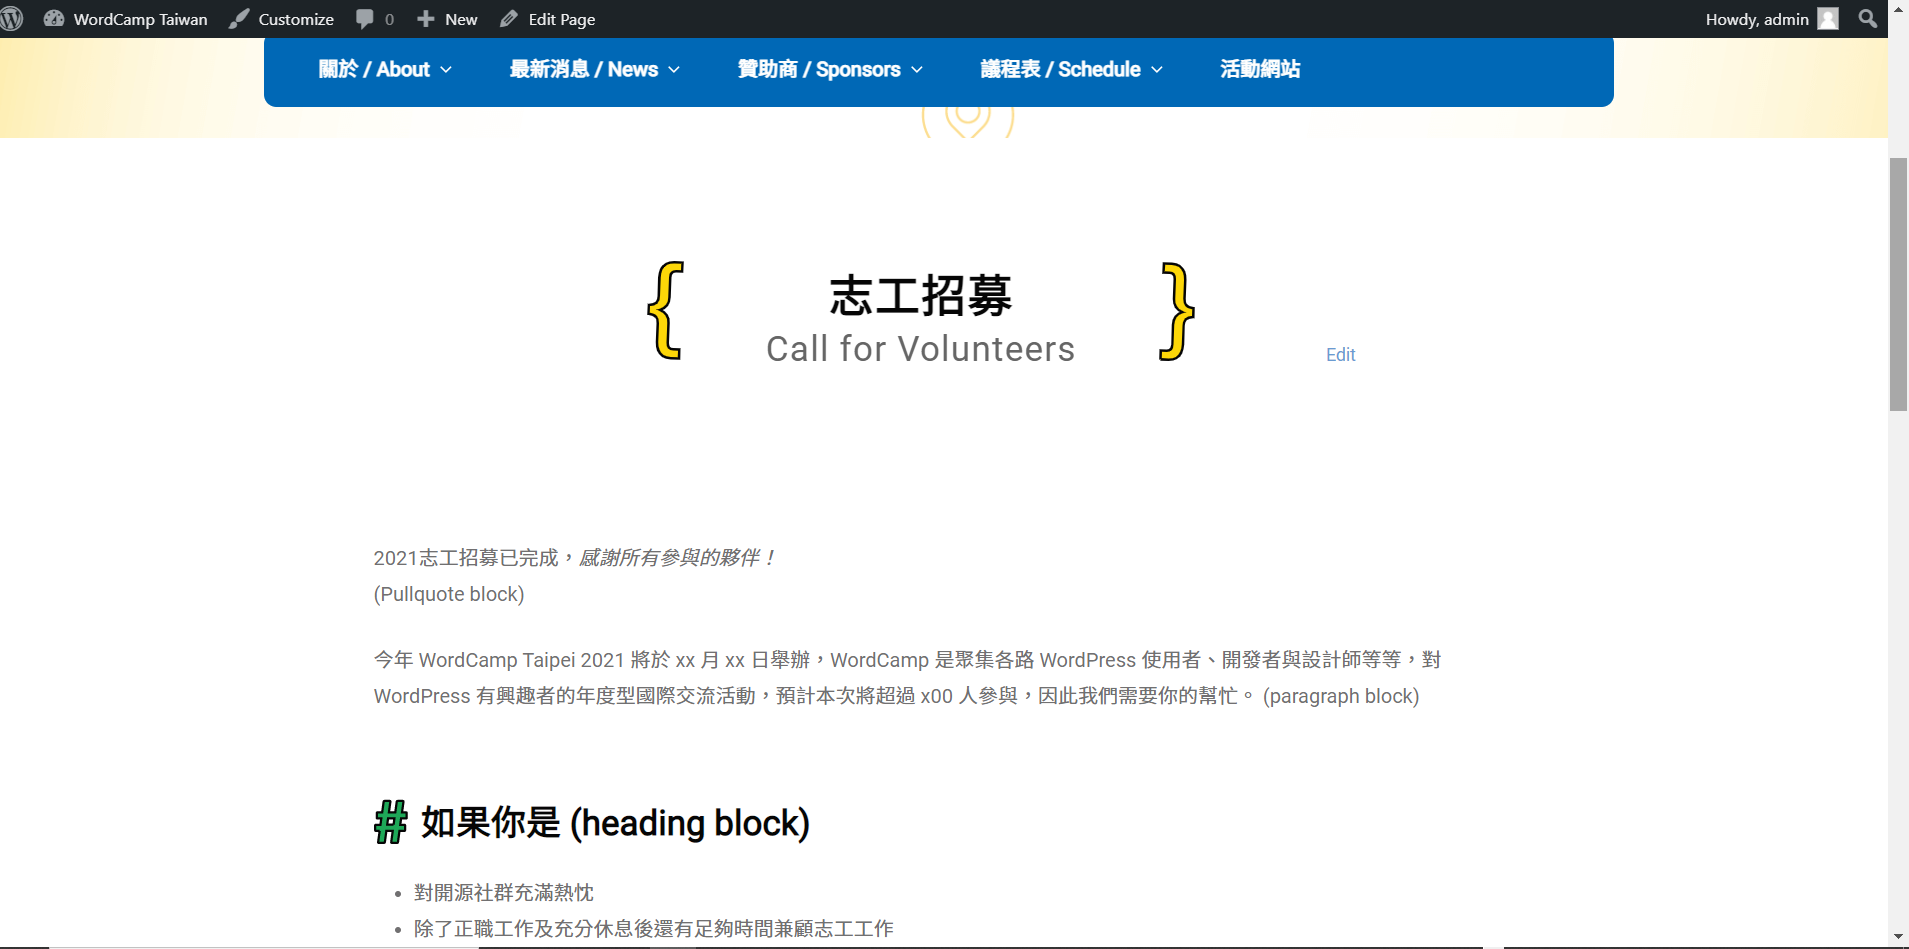 WordCamp Taiwan Customize 0 New Edit Page Howdy, admin
關於 / About 最新消息 / News 贊助商 / Sponsors 議程表 / Schedule 活動網站
{ 志工招募 }
Call for Volunteers
Edit
2021志工招募已完成，感謝所有參與的夥伴！
(Pullquote block)
今年 WordCamp Taipei 2021 將於 xx 月 xx 日舉辦，WordCamp 是聚集各路 WordPress 使用者、開發者與設計師等等，對
WordPress 有興趣者的年度型國際交流活動，預計本次將超過 x00 人參與，因此我們需要你的幫忙。 (paragraph block)
# 如果你是 (heading block)
• 對開源社群充滿熱忱
• 除了正職工作及充分休息後還有足夠時間兼顧志工工作